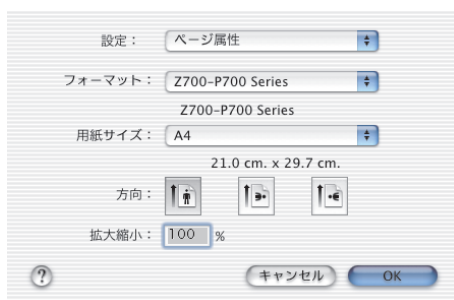 設定： ページ属性
フォーマット： Z700-P700 Series
Z700-P700 Series
用紙サイズ： A4
21.0 cm. x 29.7 cm.
方向：
拡大縮小： 100 %
? キャンセル OK